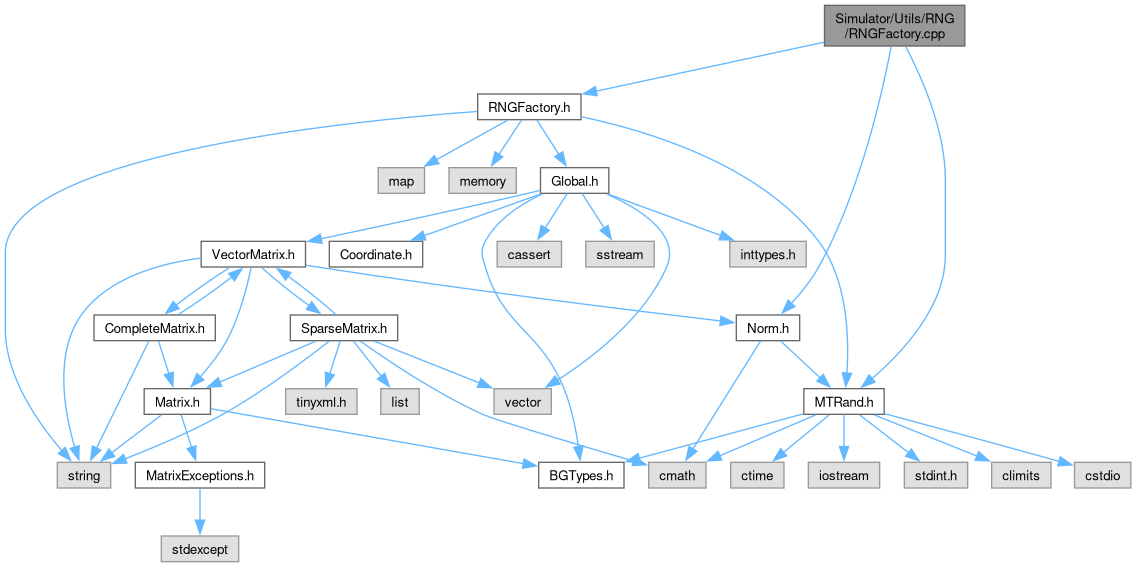 Simulator/Utils/RNG
/RNGFactory.cpp
RNGFactory.h
map
memory
Global.h
VectorMatrix.h
Coordinate.h
cassert
sstream
inttypes.h
CompleteMatrix.h
SparseMatrix.h
Norm.h
Matrix.h
tinyxml.h
list
vector
MTRand.h
string
MatrixExceptions.h
BGTypes.h
cmath
ctime
iostream
stdint.h
climits
cstdio
stdexcept